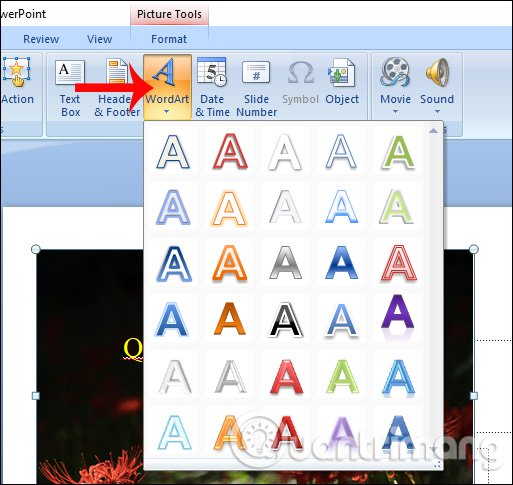 werPoint
Picture Tools
Review View Format
Action
Text Box
Header & Footer
WordArt
Date & Time
Slide Number
Symbol
Object
Movie
Sound
A A A A A
A A A A A
A A A A A
A A A A A
A A A A A
A A A A A
Q
Quantrimang